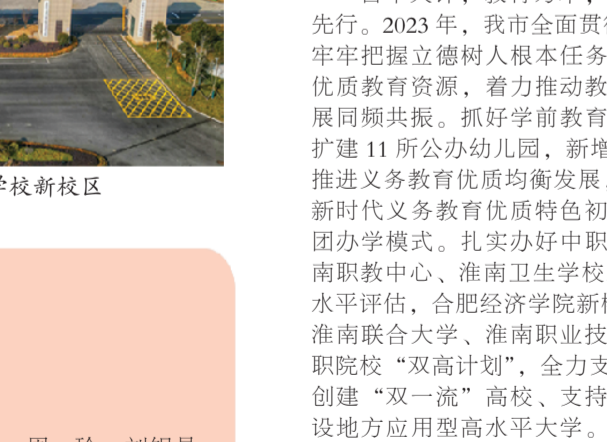 学校新校区
先行。2023 年，我市全面贯
牢牢把握立德树人根本任务
优质教育资源，着力推动教
展同频共振。抓好学前教育
扩建 11 所公办幼儿园，新增
推进义务教育优质均衡发展
新时代义务教育优质特色初
团办学模式。扎实办好中职
南职教中心、淮南卫生学校
水平评估，合肥经济学院新
淮南联合大学、淮南职业技
职院校“双高计划”，全力支
创建“双一流”高校、支持
设地方应用型高水平大学。